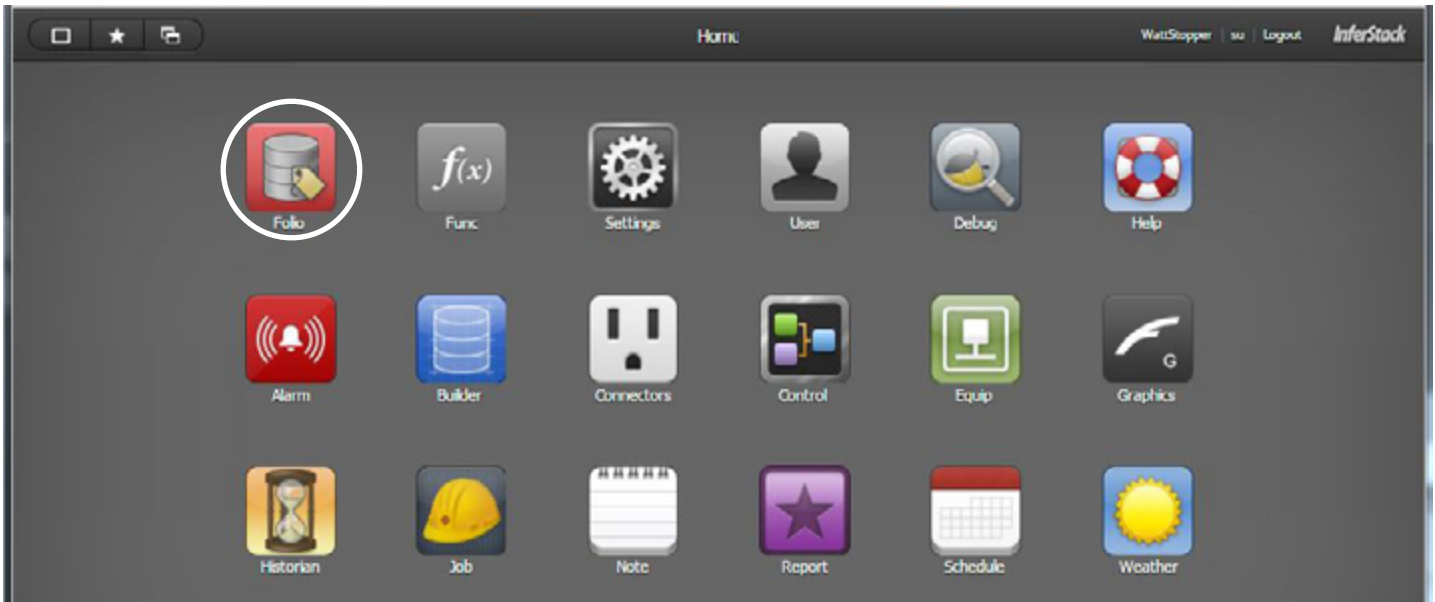 Home
WattStopper | su | Logout
InferStack
f(x)
Folio
Func
Settings
User
Debug
Help
G
Alarm
Builder
Connectors
Control
Equip
Graphics
Historian
Job
Note
Report
Schedule
Weather